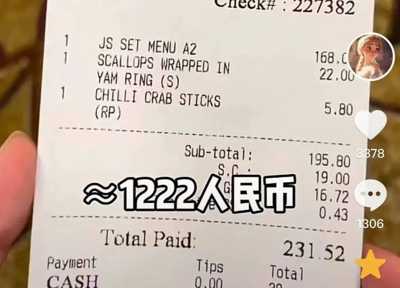 Check# : 227382
1 JS SET MENU A2 168.0
1 SCALLOPS WRAPPED IN 22.00
YAM RING (S)
1 CHILLI CRAB STICKS 5.80
(RP)
Sub-total: 195.80
S.C.: 19.00
G 16.72
0.43
≈1222人民币
Total Paid: 231.52
Payment Tips Total
CASH 0.00
3378
1306